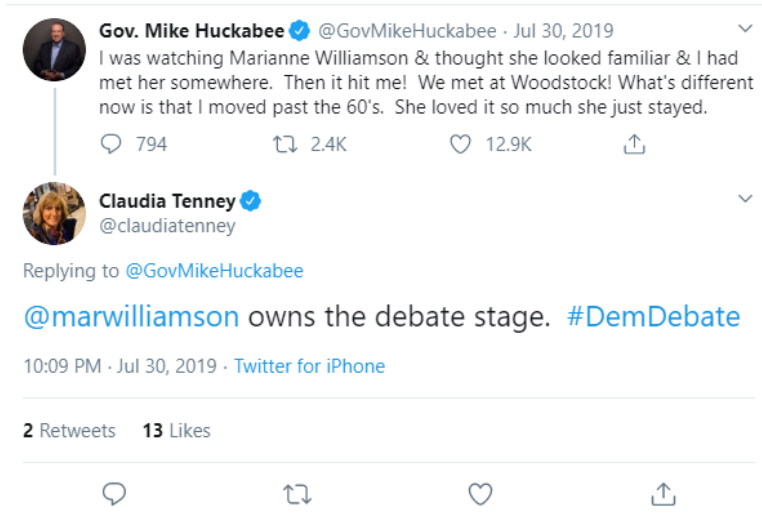 Gov. Mike Huckabee @GovMikeHuckabee · Jul 30, 2019
I was watching Marianne Williamson & thought she looked familiar & I had
met her somewhere.  Then it hit me!  We met at Woodstock! What's different
now is that I moved past the 60's.  She loved it so much she just stayed.
794 2.4K 12.9K
Claudia Tenney
@claudiatenney
Replying to @GovMikeHuckabee
@marwilliamson owns the debate stage.  #DemDebate
10:09 PM · Jul 30, 2019 · Twitter for iPhone
2 Retweets 13 Likes